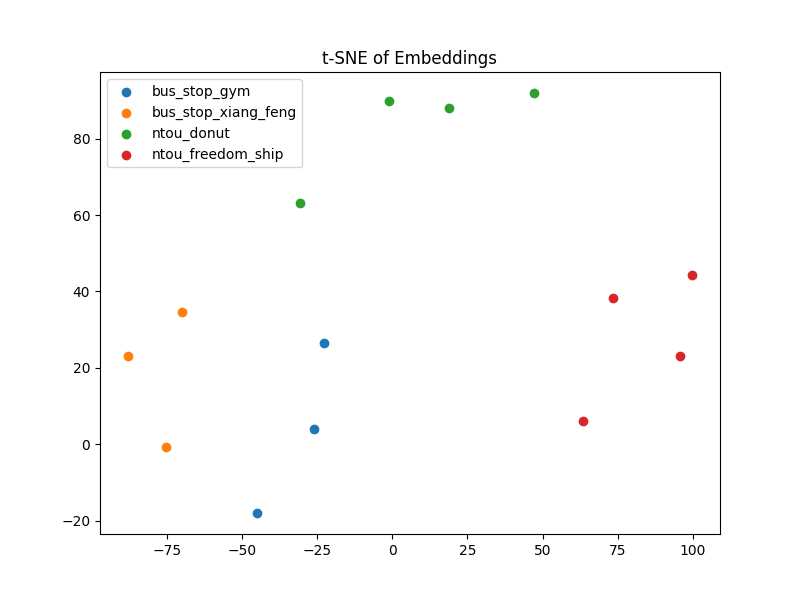 t-SNE of Embeddings
bus_stop_gym
bus_stop_xiang_feng
ntou_donut
ntou_freedom_ship
80
60
40
20
0
−20
−75 −50 −25 0 25 50 75 100